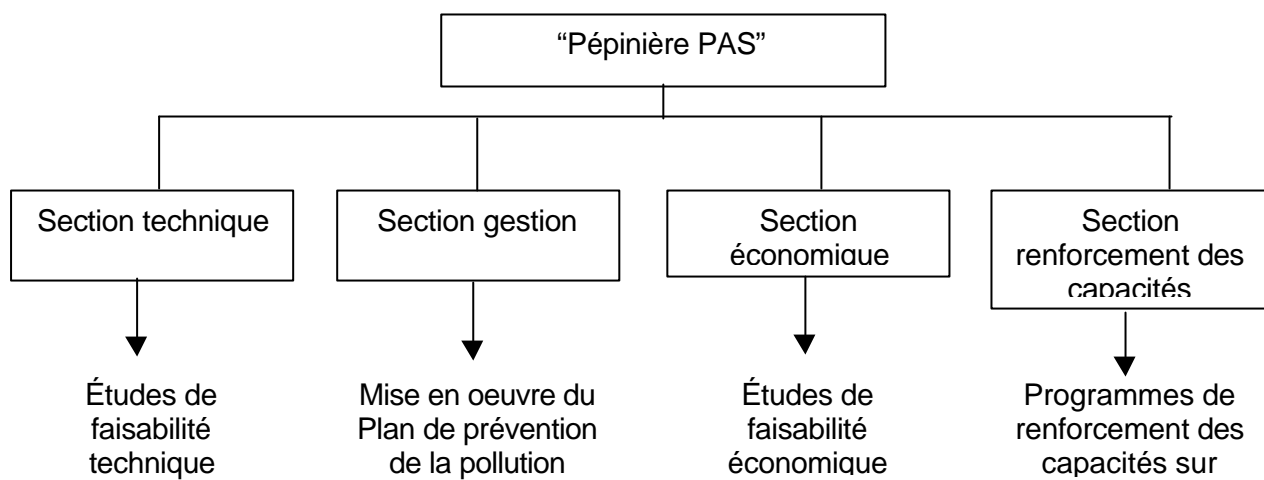 “Pépinière PAS”
Section technique
Section gestion
Section
économique
Section
renforcement des
capacités
Études de
faisabilité
technique
Mise en oeuvre du
Plan de prévention
de la pollution
Études de
faisabilité
économique
Programmes de
renforcement des
capacités sur